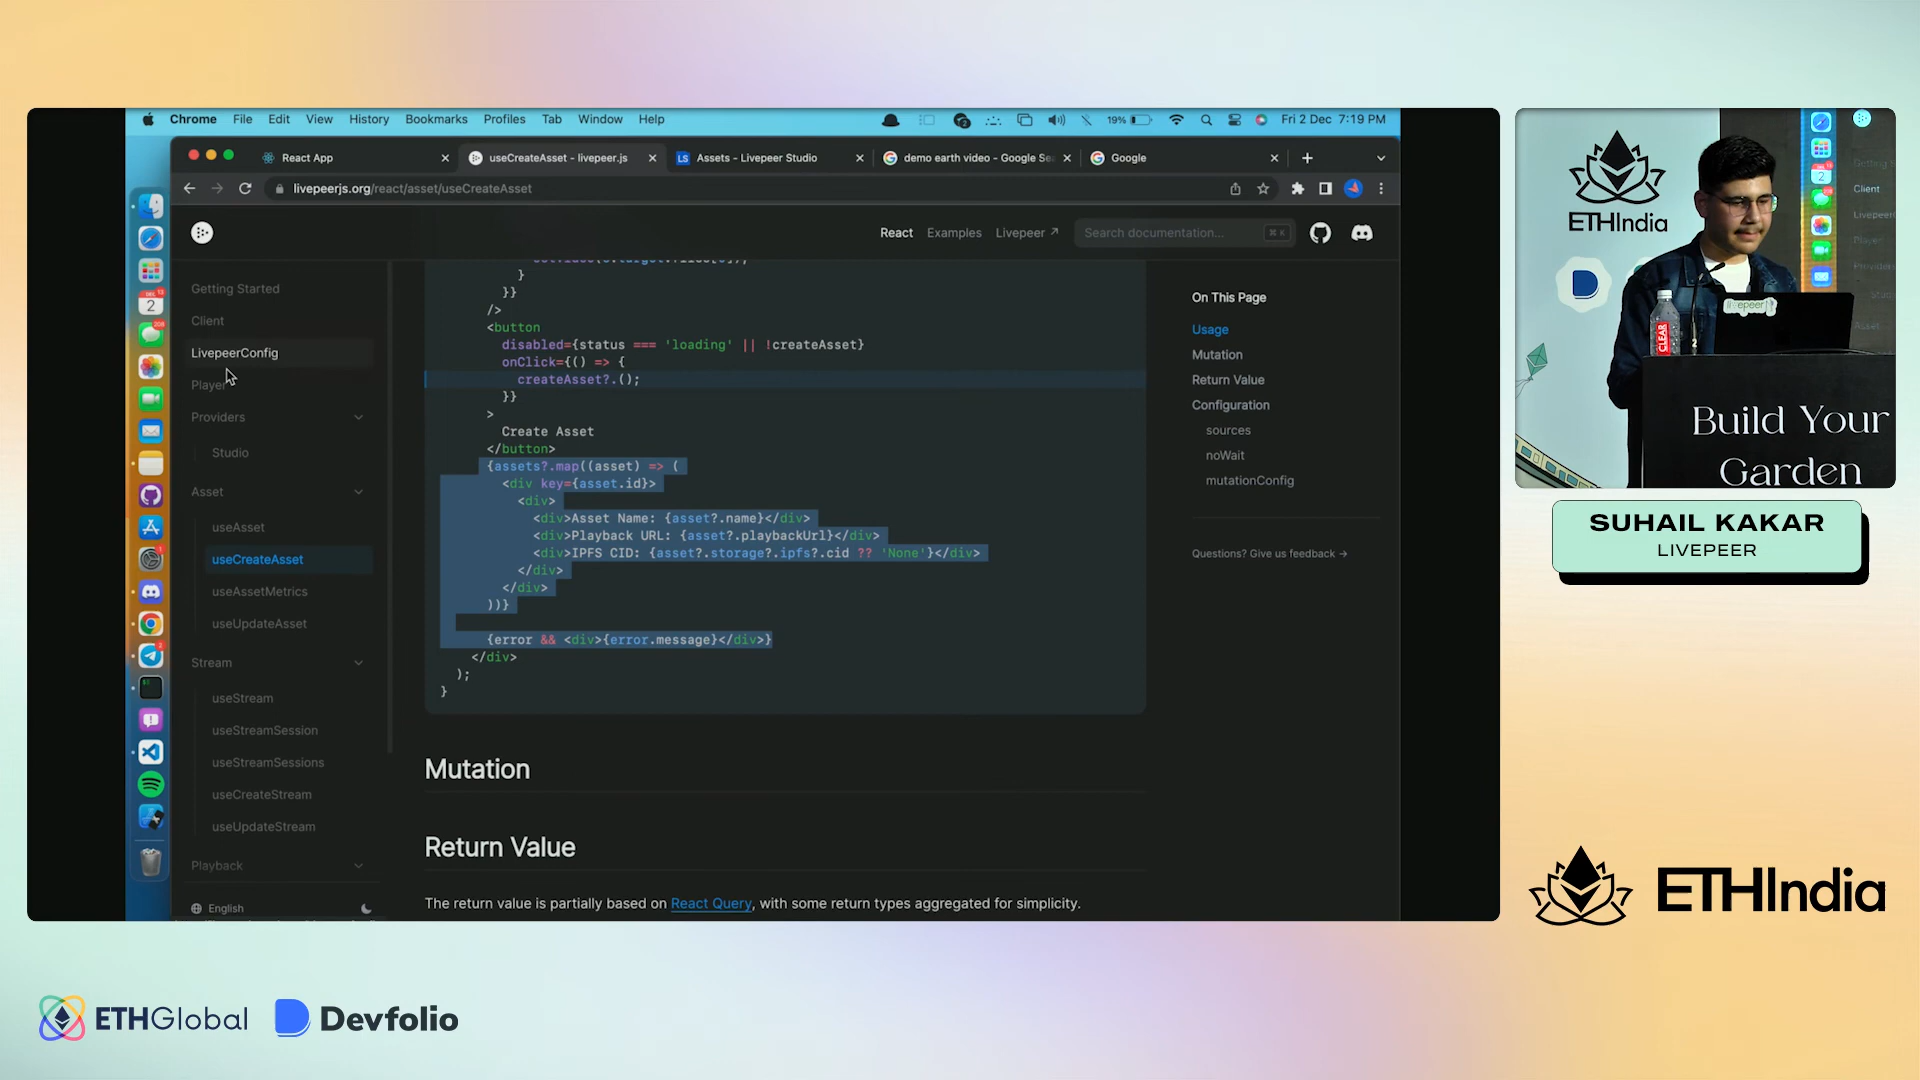 Chrome File Edit View History Bookmarks Profiles Tab Window Help
19% Fri 2 Dec 7:19 PM
React App
useCreateAsset - livepeer.js
LS Assets - Livepeer Studio
demo earth video - Google Se
Google
livepeerjs.org/react/asset/useCreateAsset
React Examples Livepeer ↗ Search documentation... ⌘ K
Getting Started
Client
LivepeerConfig
Player
Providers
Studio
Asset
useAsset
useCreateAsset
useAssetMetrics
useUpdateAsset
Stream
useStream
useStreamSession
useStreamSessions
useCreateStream
useUpdateStream
Playback
English
}
}}
/>
<button
disabled={status === 'loading' || !createAsset}
onClick={() => {
createAsset?.();
}}
>
Create Asset
</button>
{assets?.map((asset) => (
<div key={asset.id}>
<div>
<div>Asset Name: {asset?.name}</div>
<div>Playback URL: {asset?.playbackUrl}</div>
<div>IPFS CID: {asset?.storage?.ipfs?.cid ?? 'None'}</div>
</div>
</div>
))}
{error && <div>{error.message}</div>}
</div>
);
}
Mutation
Return Value
The return value is partially based on React Query, with some return types aggregated for simplicity.
On This Page
Usage
Mutation
Return Value
Configuration
sources
noWait
mutationConfig
Questions? Give us feedback →
ETHIndia
livepeer
CLEAR
Client
Build Your
Garden
SUHAIL KAKAR
LIVEPEER
ETHIndia
ETHGlobal
Devfolio